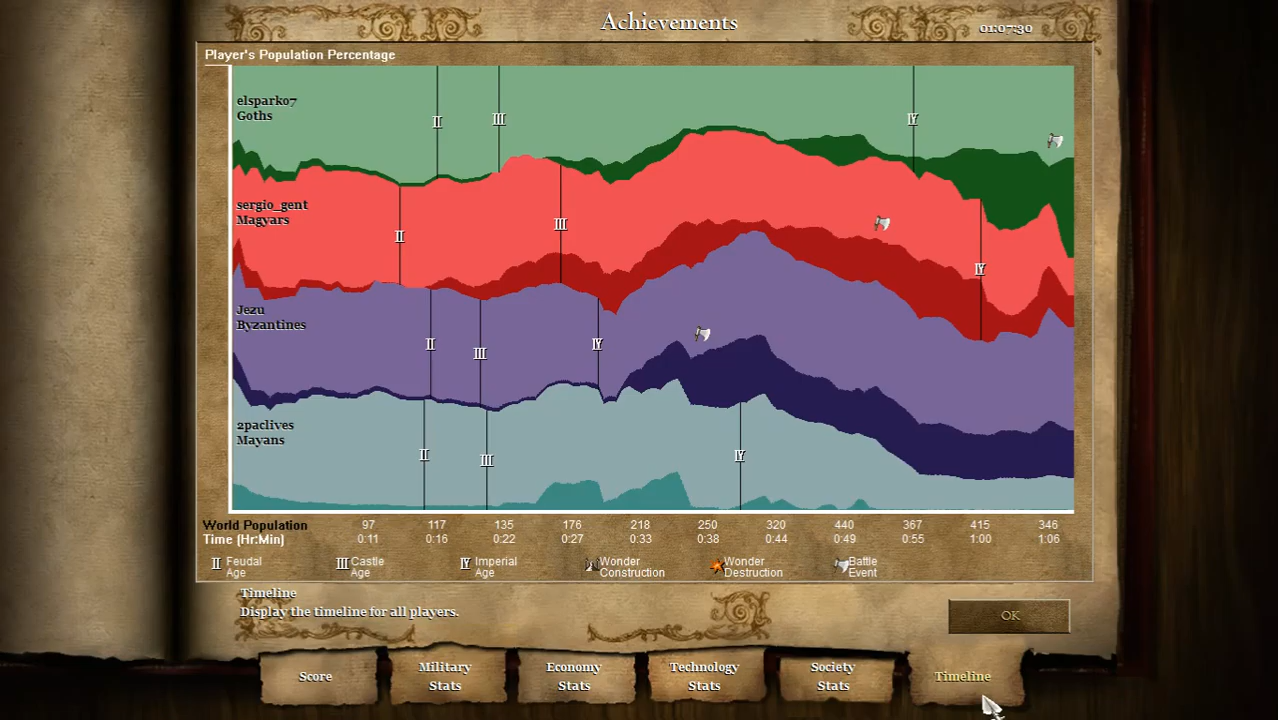 Achievements
01:07:30
Player's Population Percentage
elspark07
Goths
II
III
IV
sergio_gent
Magyars
II
III
IV
Jezu
Byzantines
II
III
IV
2paclives
Mayans
II
III
IV
World Population 97 117 135 176 218 250 320 440 367 415 346
Time (Hr:Min) 0:11 0:16 0:22 0:27 0:33 0:38 0:44 0:49 0:55 1:00 1:06
II Feudal Age
III Castle Age
IV Imperial Age
Wonder Construction
Wonder Destruction
Battle Event
Timeline
Display the timeline for all players.
OK
Score
Military Stats
Economy Stats
Technology Stats
Society Stats
Timeline